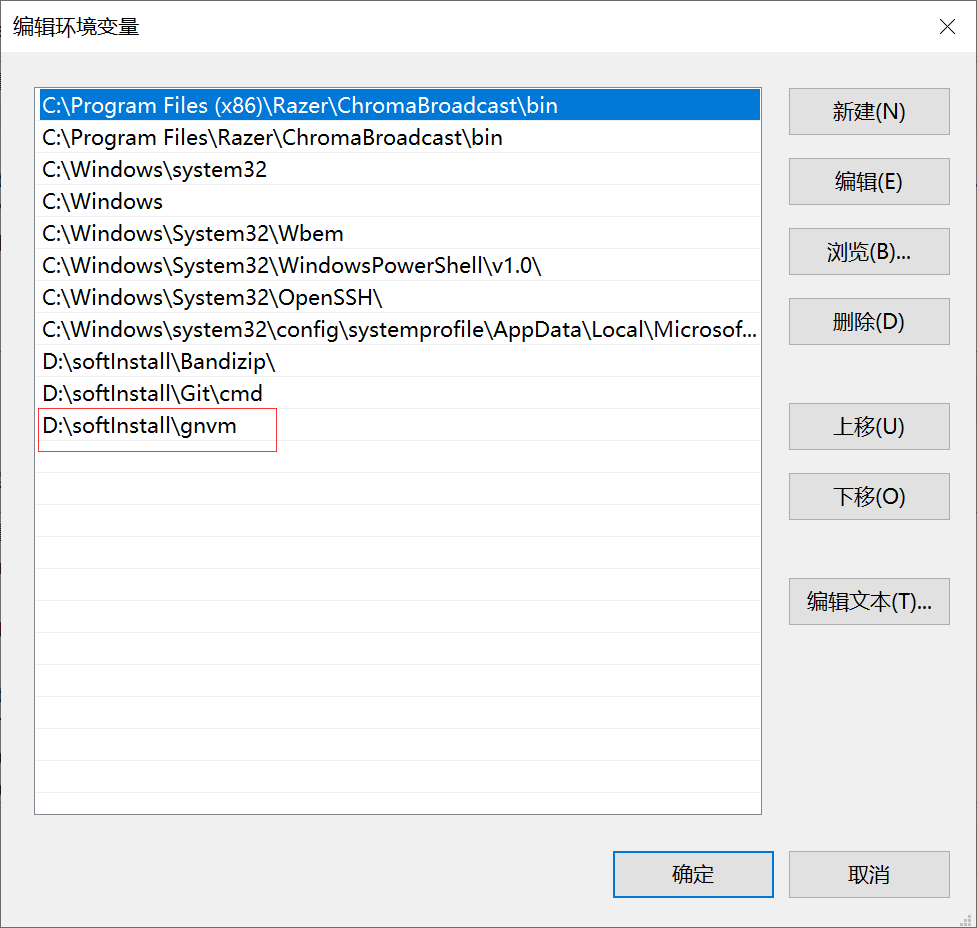 编辑环境变量
C:\Program Files (x86)\Razer\ChromaBroadcast\bin
C:\Program Files\Razer\ChromaBroadcast\bin
C:\Windows\system32
C:\Windows
C:\Windows\System32\Wbem
C:\Windows\System32\WindowsPowerShell\v1.0\
C:\Windows\System32\OpenSSH\
C:\Windows\system32\config\systemprofile\AppData\Local\Microsof...
D:\softInstall\Bandizip\
D:\softInstall\Git\cmd
D:\softInstall\gnvm
新建(N)
编辑(E)
浏览(B)...
删除(D)
上移(U)
下移(O)
编辑文本(T)...
确定
取消